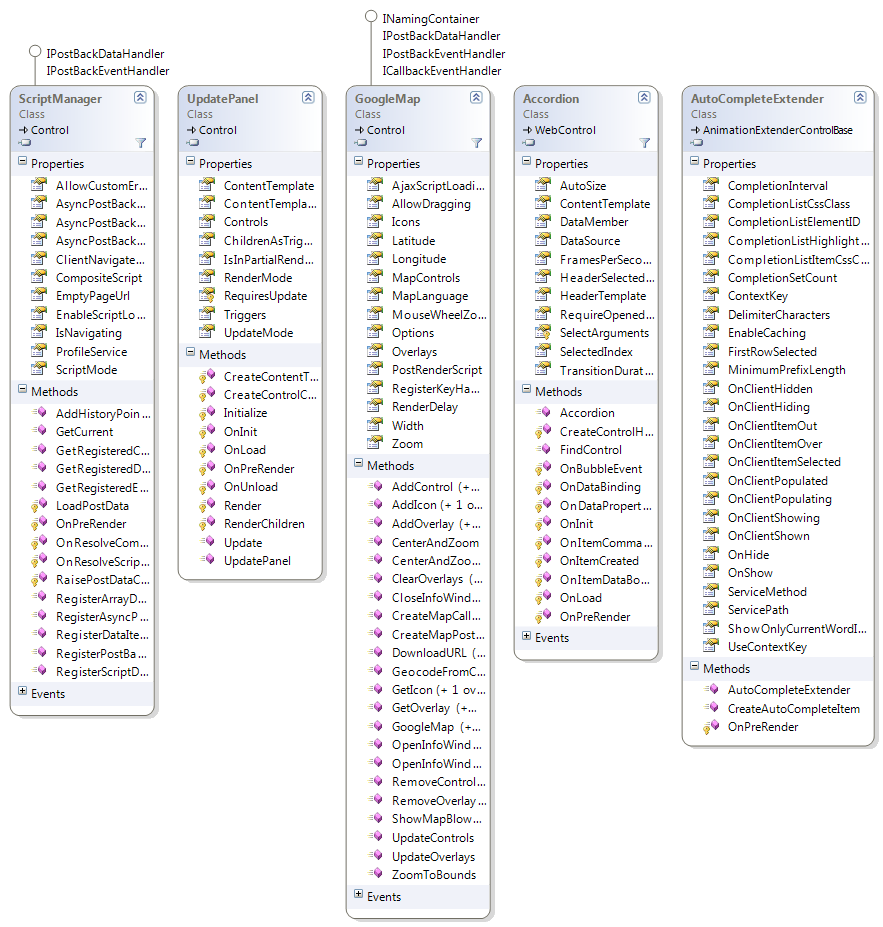 IPostBackDataHandler
IPostBackEventHandler
ScriptManager
Class
Control
Properties
AllowCustomEr...
AsyncPostBack...
AsyncPostBack...
AsyncPostBack...
ClientNavigate...
CompositeScript
EmptyPageUrl
EnableScriptLo...
IsNavigating
ProfileService
ScriptMode
Methods
AddHistoryPoin...
GetCurrent
GetRegisteredC...
GetRegisteredD...
GetRegisteredE...
LoadPostData
OnPreRender
OnResolveCom...
OnResolveScrip...
RaisePostDataC...
RegisterArrayD...
RegisterAsyncP...
RegisterDataIte...
RegisterPostBa...
RegisterScriptD...
Events
UpdatePanel
Class
Control
Properties
ContentTemplate
ContentTempla...
Controls
ChildrenAsTrig...
IsInPartialRend...
RenderMode
RequiresUpdate
Triggers
UpdateMode
Methods
CreateContentT...
CreateControlC...
Initialize
OnInit
OnLoad
OnPreRender
OnUnload
Render
RenderChildren
Update
UpdatePanel
INamingContainer
IPostBackDataHandler
IPostBackEventHandler
ICallbackEventHandler
GoogleMap
Class
Control
Properties
AjaxScriptLoadi...
AllowDragging
Icons
Latitude
Longitude
MapControls
MapLanguage
MouseWheelZo...
Options
Overlays
PostRenderScript
RegisterKeyHa...
RenderDelay
Width
Zoom
Methods
AddControl (+...
AddIcon (+ 1 o...
AddOverlay (+...
CenterAndZoom
CenterAndZoo...
ClearOverlays (...
CloseInfoWind...
CreateMapCall...
CreateMapPost...
DownloadURL (...
GeocodeFromC...
GetIcon (+ 1 ov...
GetOverlay (+...
GoogleMap (+...
OpenInfoWind...
OpenInfoWind...
RemoveControl...
RemoveOverlay...
ShowMapBlow...
UpdateControls
UpdateOverlays
ZoomToBounds
Events
Accordion
Class
WebControl
Properties
AutoSize
ContentTemplate
DataMember
DataSource
FramesPerSeco...
HeaderSelected...
HeaderTemplate
RequireOpened...
SelectArguments
SelectedIndex
TransitionDurat...
Methods
Accordion
CreateControlH...
FindControl
OnBubbleEvent
OnDataBinding
OnDataPropert...
OnInit
OnItemComma...
OnItemCreated
OnItemDataBo...
OnLoad
OnPreRender
Events
AutoCompleteExtender
Class
AnimationExtenderControlBase
Properties
CompletionInterval
CompletionListCssClass
CompletionListElementID
CompletionListHighlight...
CompletionListItemCssC...
CompletionSetCount
ContextKey
DelimiterCharacters
EnableCaching
FirstRowSelected
MinimumPrefixLength
OnClientHidden
OnClientHiding
OnClientItemOut
OnClientItemOver
OnClientItemSelected
OnClientPopulated
OnClientPopulating
OnClientShowing
OnClientShown
OnHide
OnShow
ServiceMethod
ServicePath
ShowOnlyCurrentWordI...
UseContextKey
Methods
AutoCompleteExtender
CreateAutoCompleteItem
OnPreRender